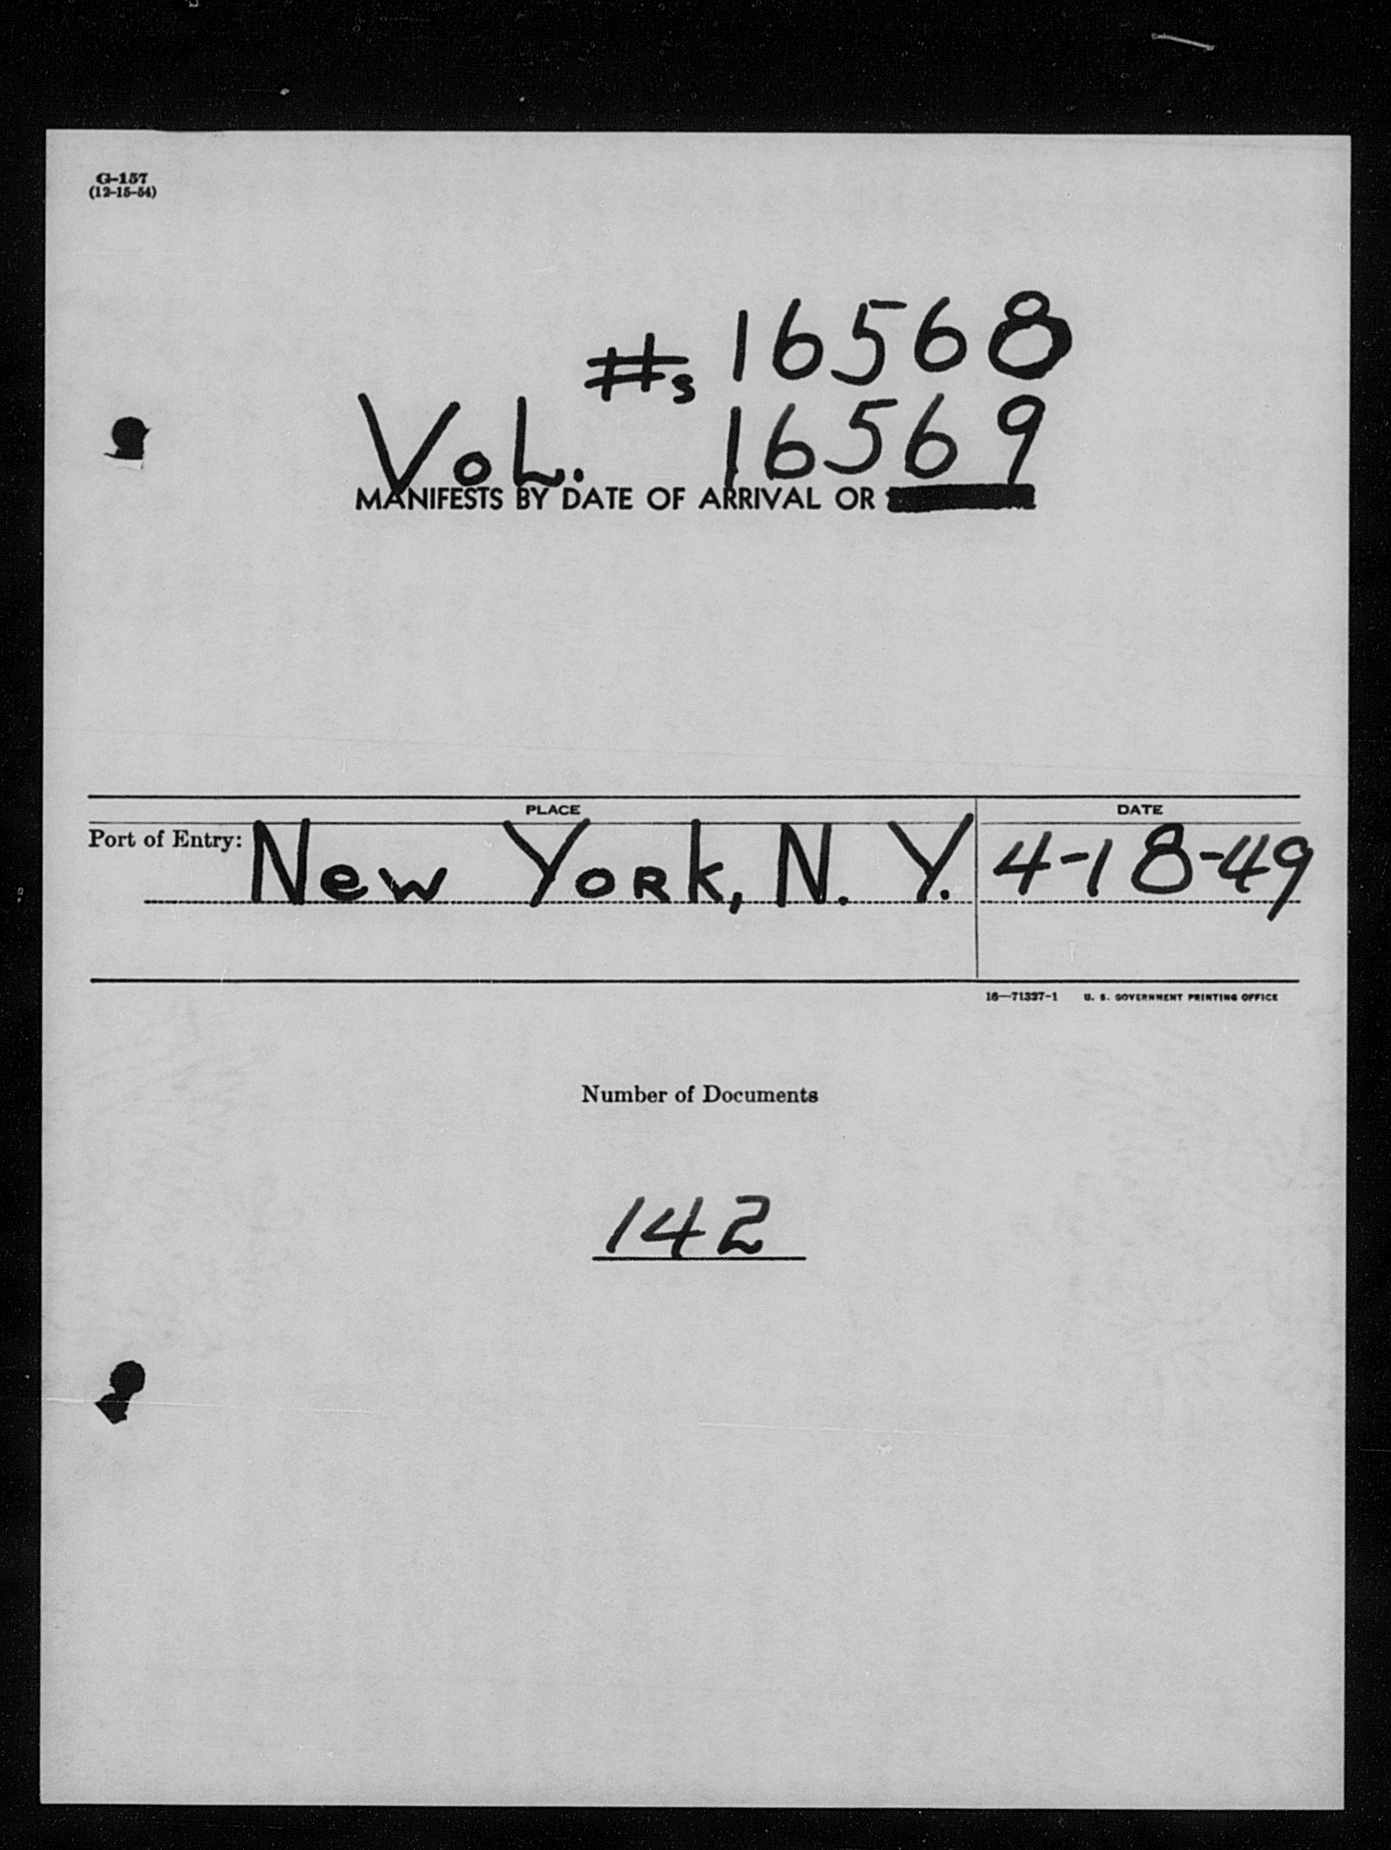 G-157
(12-15-54)
#s 16568
Vol. 16569
MANIFESTS BY DATE OF ARRIVAL OR
PLACE DATE
Port of Entry: New York, N. Y. 4-18-49
16—71327-1 U. S. GOVERNMENT PRINTING OFFICE
Number of Documents
142